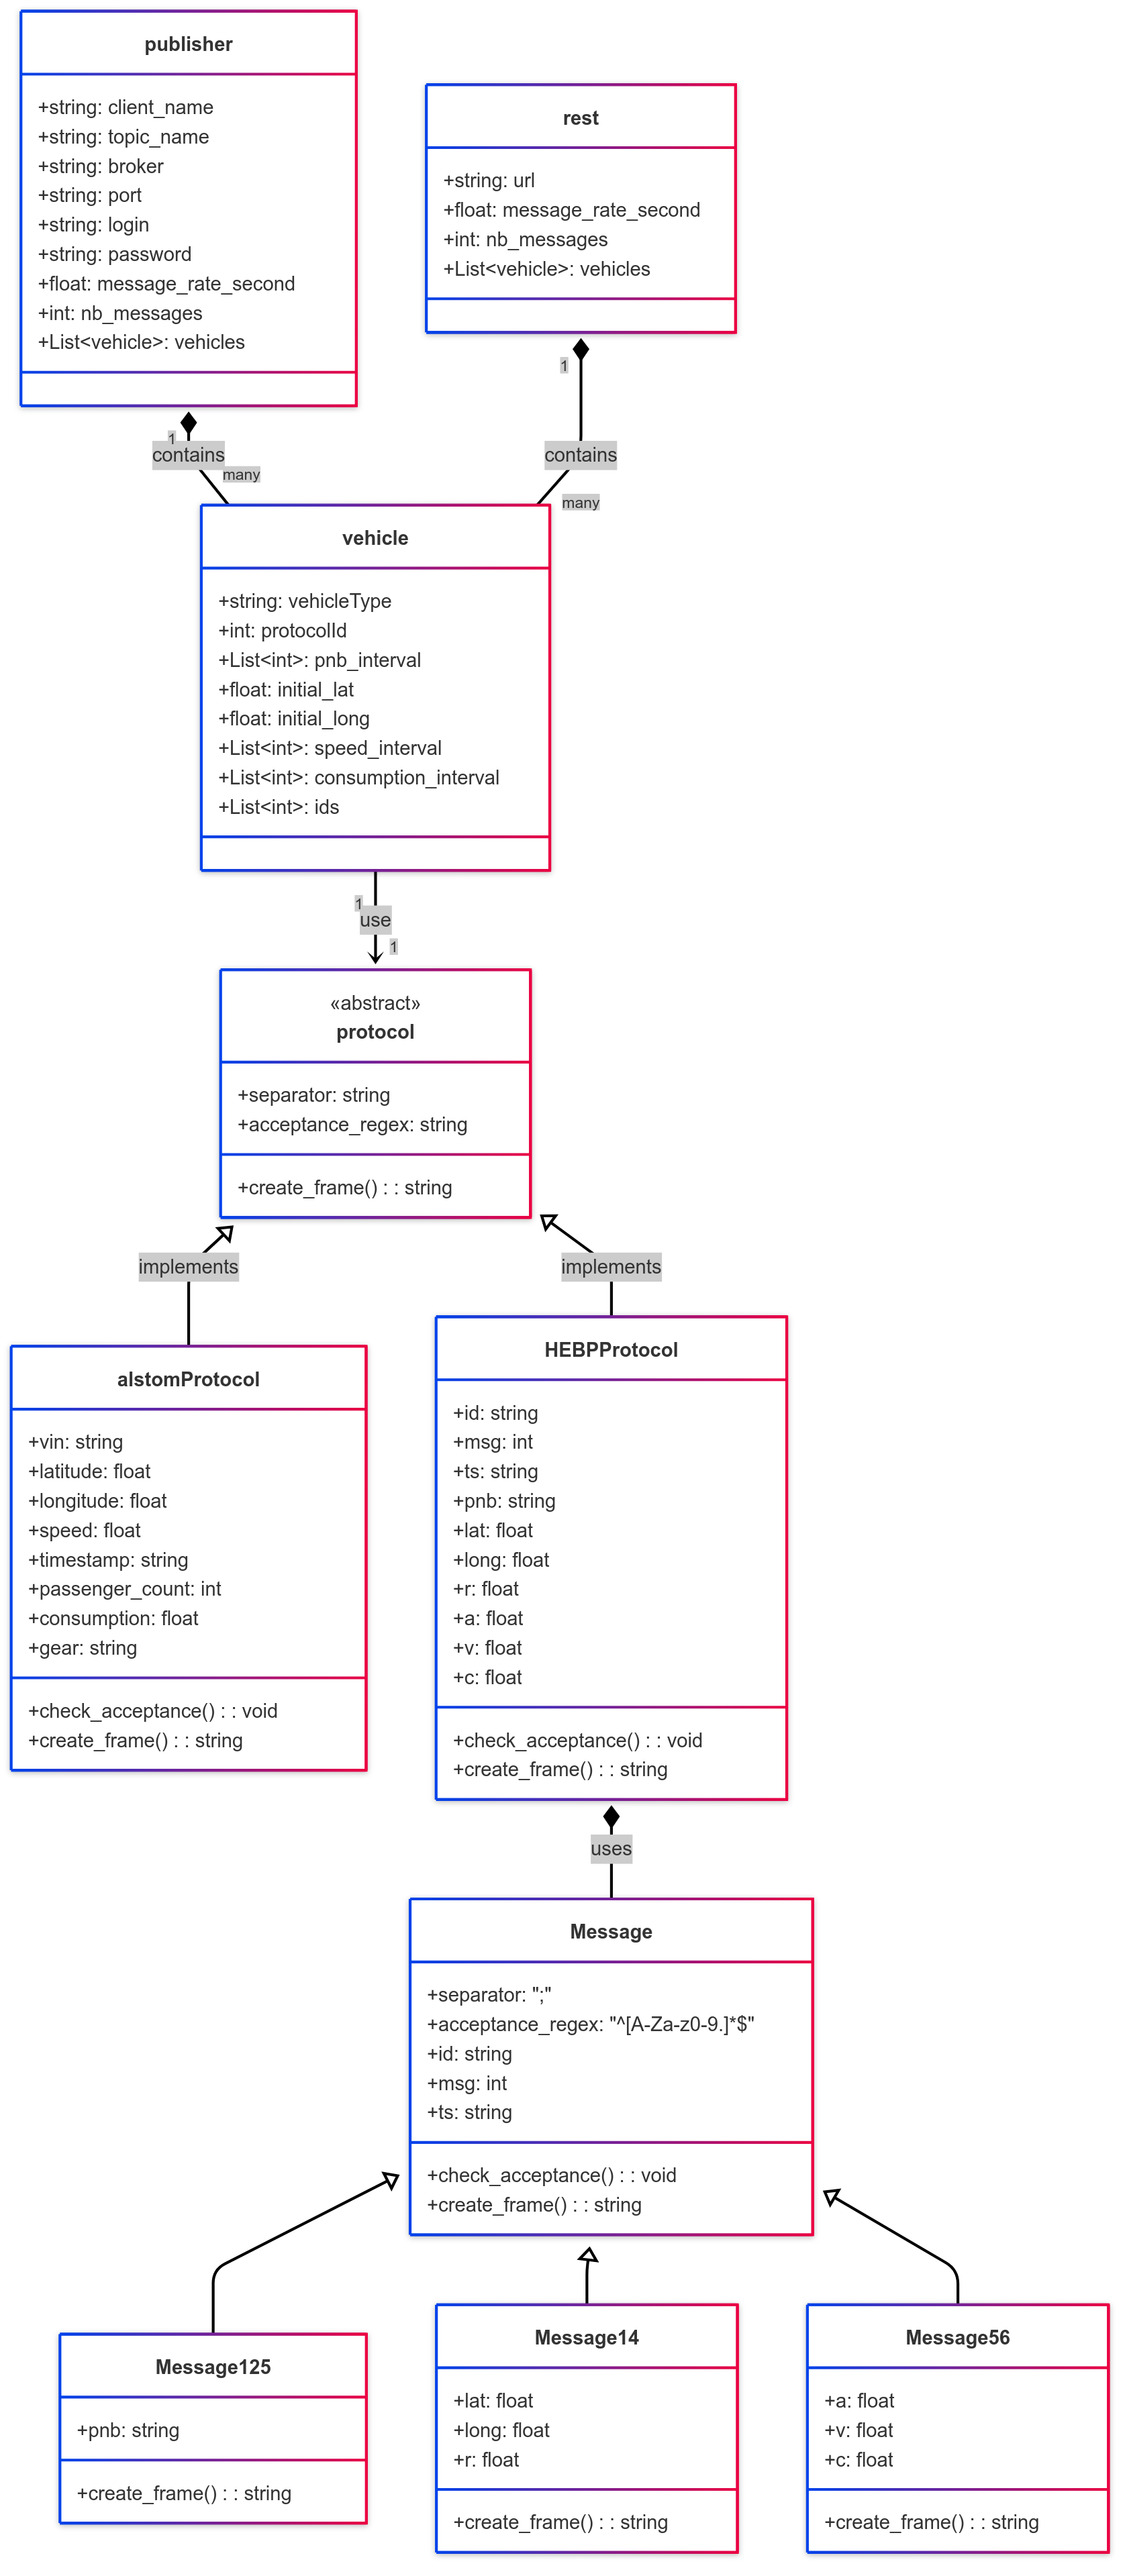 publisher
+string: client_name
+string: topic_name
+string: broker
+string: port
+string: login
+string: password
+float: message_rate_second
+int: nb_messages
+List<vehicle>: vehicles
rest
+string: url
+float: message_rate_second
+int: nb_messages
+List<vehicle>: vehicles
1
contains
many
1
contains
many
vehicle
+string: vehicleType
+int: protocolId
+List<int>: pnb_interval
+float: initial_lat
+float: initial_long
+List<int>: speed_interval
+List<int>: consumption_interval
+List<int>: ids
1
use
1
«abstract»
protocol
+separator: string
+acceptance_regex: string
+create_frame() : : string
implements
implements
alstomProtocol
+vin: string
+latitude: float
+longitude: float
+speed: float
+timestamp: string
+passenger_count: int
+consumption: float
+gear: string
+check_acceptance() : : void
+create_frame() : : string
HEBPProtocol
+id: string
+msg: int
+ts: string
+pnb: string
+lat: float
+long: float
+r: float
+a: float
+v: float
+c: float
+check_acceptance() : : void
+create_frame() : : string
uses
Message
+separator: ";"
+acceptance_regex: "^[A-Za-z0-9.]*$"
+id: string
+msg: int
+ts: string
+check_acceptance() : : void
+create_frame() : : string
Message125
+pnb: string
+create_frame() : : string
Message14
+lat: float
+long: float
+r: float
+create_frame() : : string
Message56
+a: float
+v: float
+c: float
+create_frame() : : string